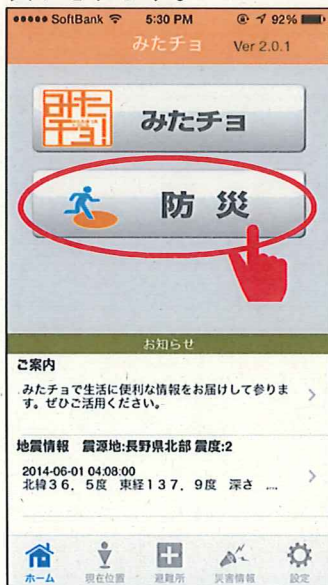 SoftBank 5:30 PM 92%
みたチョ Ver 2.0.1
みたチョ! みたチョ
防災
お知らせ
ご案内
みたチョで生活に便利な情報をお届けして参りま
す。ぜひご活用ください。
地震情報 震源地:長野県北部 震度:2
2014-06-01 04:08:00
北緯36．5度 東経137．9度 深さ ...
ホーム 現在位置 避難所 災害情報 設定